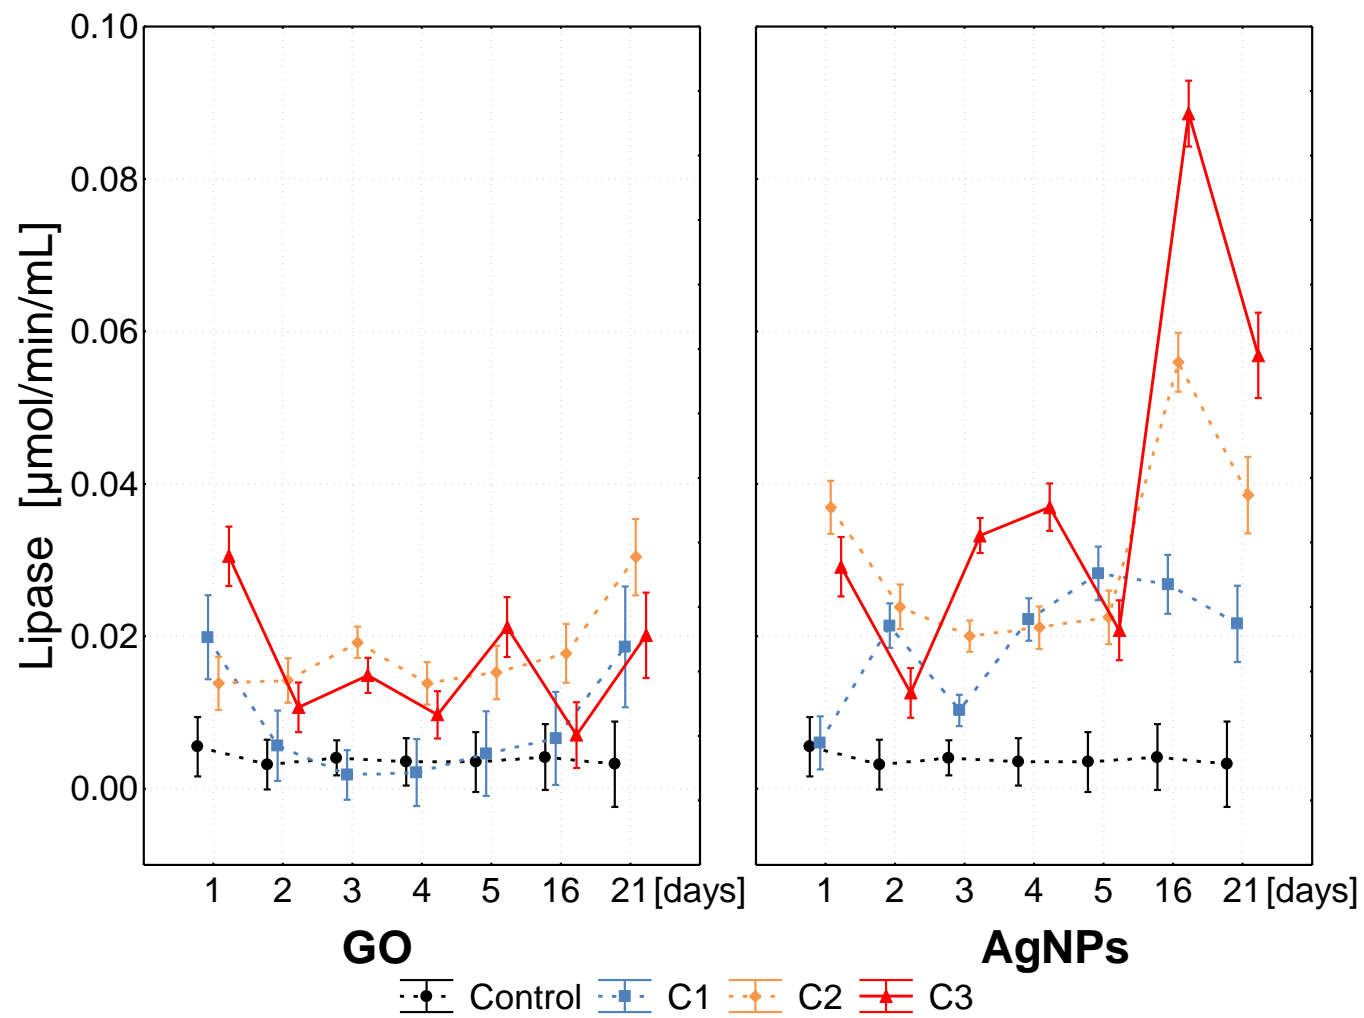 Lipase [µmol/min/mL]
0.10
0.08
0.06
0.04
0.02
0.00
1 2 3 4 5 16 21 [days]
1 2 3 4 5 16 21 [days]
GO
AgNPs
Control C1 C2 C3